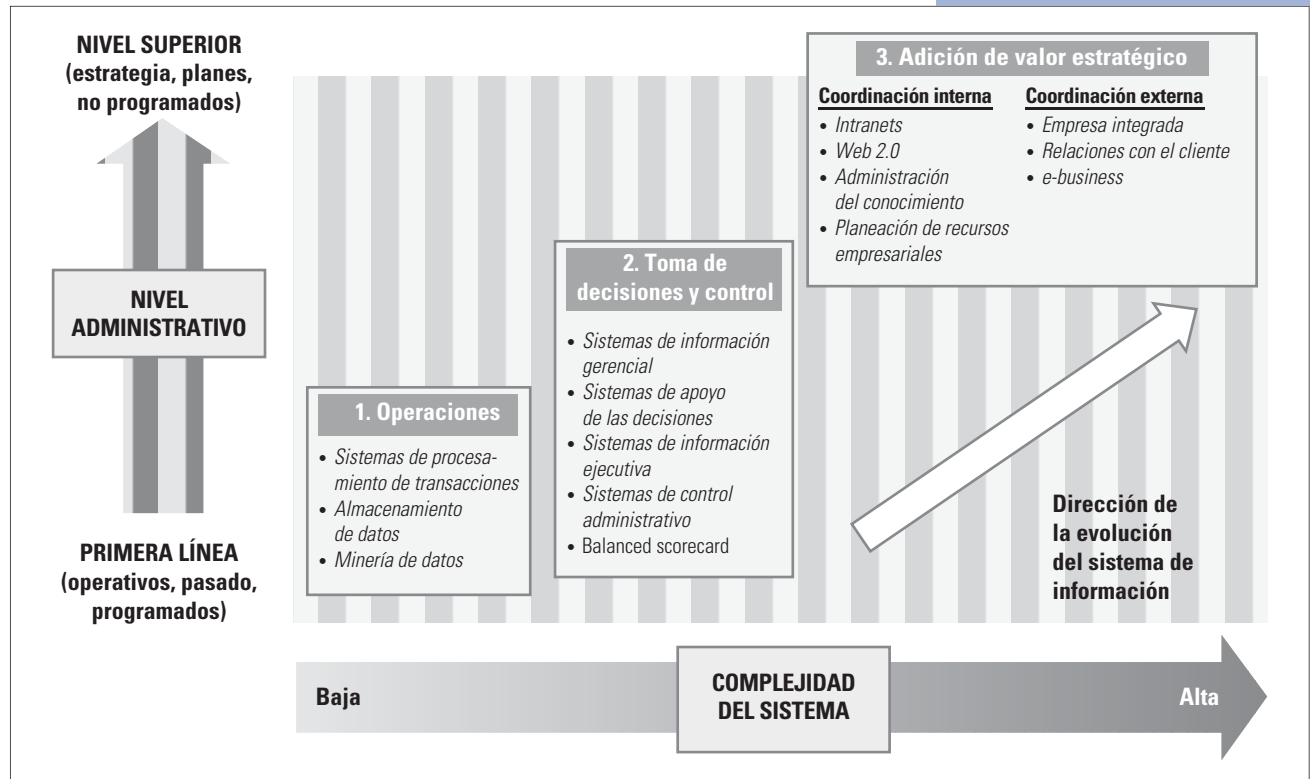 NIVEL SUPERIOR
(estrategia, planes,
no programados)
NIVEL
ADMINISTRATIVO
PRIMERA LÍNEA
(operativos, pasado,
programados)
1. Operaciones
• Sistemas de procesa-
miento de transacciones
• Almacenamiento
de datos
• Minería de datos
2. Toma de
decisiones y control
• Sistemas de información
gerencial
• Sistemas de apoyo
de las decisiones
• Sistemas de información
ejecutiva
• Sistemas de control
administrativo
• Balanced scorecard
3. Adición de valor estratégico
Coordinación interna
• Intranets
• Web 2.0
• Administración
del conocimiento
• Planeación de recursos
empresariales
Coordinación externa
• Empresa integrada
• Relaciones con el cliente
• e-business
Dirección de
la evolución
del sistema de
información
Baja
COMPLEJIDAD
DEL SISTEMA
Alta